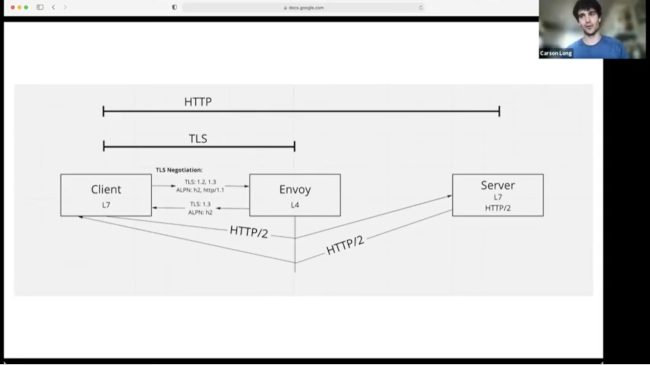 docs.google.com
Carson Long
HTTP
TLS
TLS Negotiation:
TLS: 1.2, 1.3
ALPN: h2, http/1.1
TLS: 1.3
ALPN: h2
Client
L7
Envoy
L4
Server
L7
HTTP/2
HTTP/2
HTTP/2